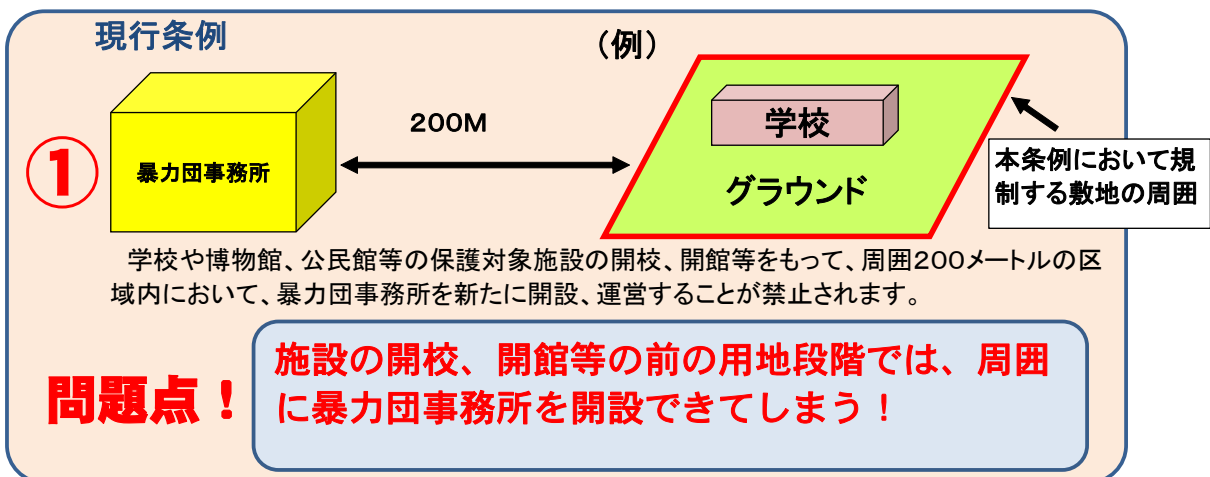 現行条例
(例)
①
暴力団事務所
200M
学校
グラウンド
本条例において規
制する敷地の周囲
学校や博物館、公民館等の保護対象施設の開校、開館等をもって、周囲200メートルの区
域内において、暴力団事務所を新たに開設、運営することが禁止されます。
問題点！
施設の開校、開館等の前の用地段階では、周囲
に暴力団事務所を開設できてしまう！